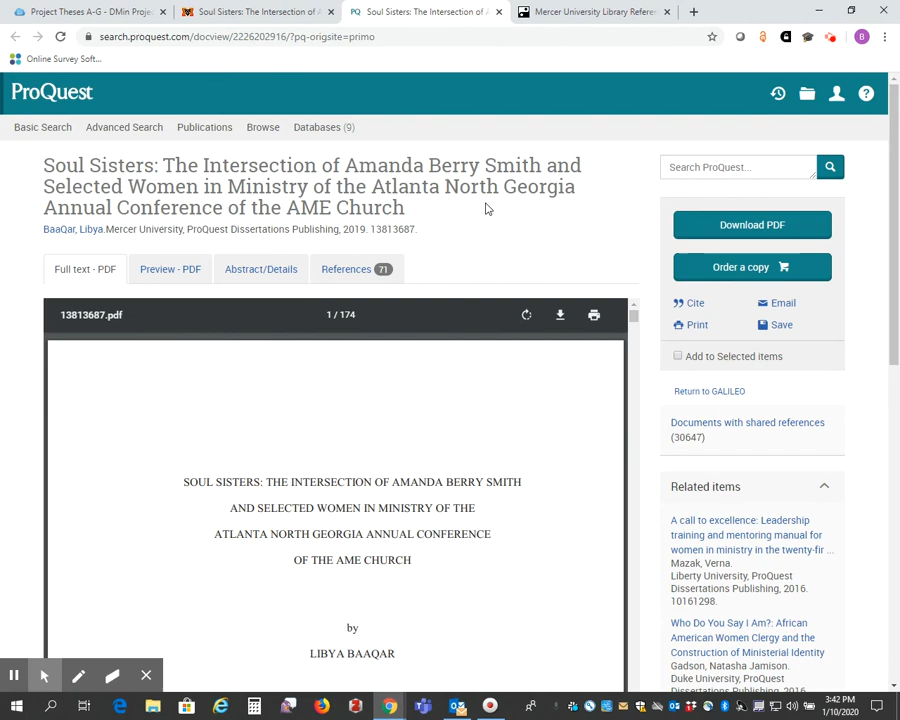 Project Theses A-G - DMin Projec
Soul Sisters: The Intersection of A
PQ
Soul Sisters: The Intersection of A
Mercer University Library Refere
search.proquest.com/docview/2226202916/?pq-origsite=primo
B
Online Survey Soft...
ProQuest
Basic Search
Advanced Search
Publications
Browse
Databases (9)
Soul Sisters: The Intersection of Amanda Berry Smith and
Selected Women in Ministry of the Atlanta North Georgia
Annual Conference of the AME Church
BaaQar, Libya.Mercer University, ProQuest Dissertations Publishing, 2019. 13813687.
Search ProQuest...
Full text - PDF
Preview - PDF
Abstract/Details
References 71
Download PDF
Order a copy
Cite
Email
Print
Save
Add to Selected items
Return to GALILEO
Documents with shared references
(30647)
Related items
A call to excellence: Leadership
training and mentoring manual for
women in ministry in the twenty-fir ...
Mazak, Verna.
Liberty University, ProQuest
Dissertations Publishing, 2016.
10161298.
Who Do You Say I Am?: African
American Women Clergy and the
Construction of Ministerial Identity
Gadson, Natasha Jamison.
Duke University, ProQuest
Dissertations Publishing, 2016.
13813687.pdf
1 / 174
SOUL SISTERS: THE INTERSECTION OF AMANDA BERRY SMITH
AND SELECTED WOMEN IN MINISTRY OF THE
ATLANTA NORTH GEORGIA ANNUAL CONFERENCE
OF THE AME CHURCH
by
LIBYA BAAQAR
3:42 PM
1/10/2020